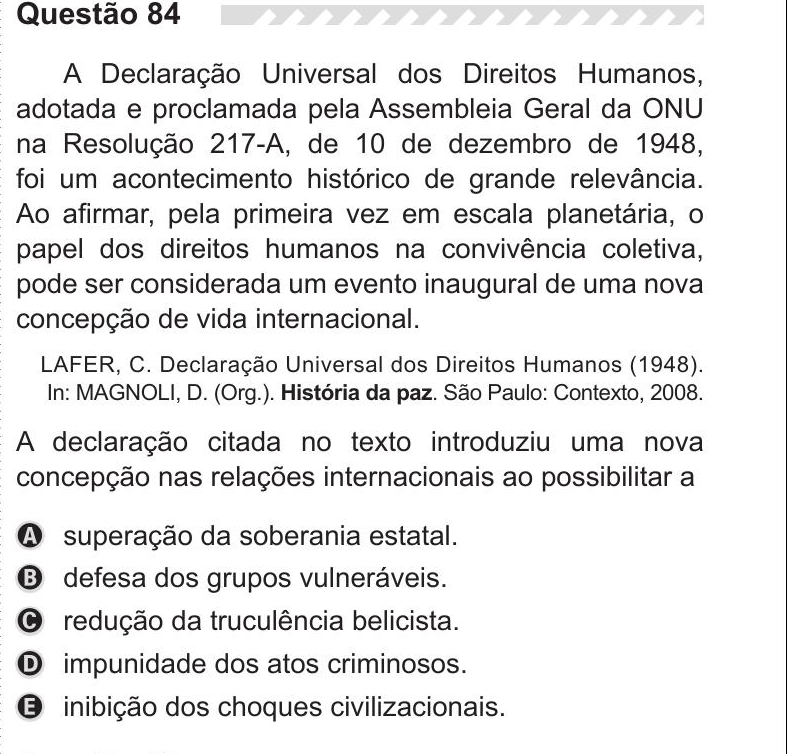 Questão 84
A Declaração Universal dos Direitos Humanos,
adotada e proclamada pela Assembleia Geral da ONU
na Resolução 217-A, de 10 de dezembro de 1948,
foi um acontecimento histórico de grande relevância.
Ao afirmar, pela primeira vez em escala planetária, o
papel dos direitos humanos na convivência coletiva,
pode ser considerada um evento inaugural de uma nova
concepção de vida internacional.
LAFER, C. Declaração Universal dos Direitos Humanos (1948).
In: MAGNOLI, D. (Org.). História da paz. São Paulo: Contexto, 2008.
A declaração citada no texto introduziu uma nova
concepção nas relações internacionais ao possibilitar a
A superação da soberania estatal.
B defesa dos grupos vulneráveis.
C redução da truculência belicista.
D impunidade dos atos criminosos.
E inibição dos choques civilizacionais.